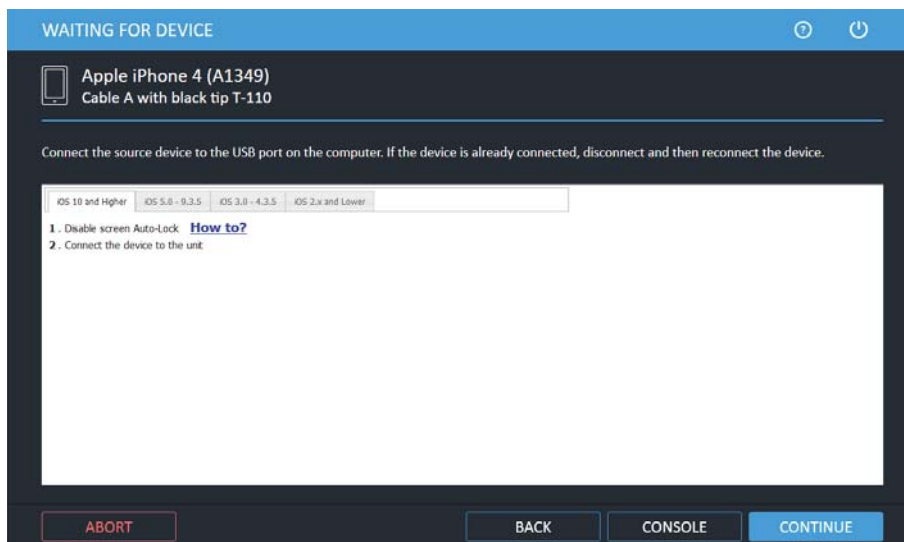 WAITING FOR DEVICE
Apple iPhone 4 (A1349)
Cable A with black tip T-110
Connect the source device to the USB port on the computer. If the device is already connected, disconnect and then reconnect the device.
iOS 10 and Higher iOS 5.0 - 9.3.5 iOS 3.0 - 4.3.5 iOS 2.x and Lower
1 . Disable screen Auto-Lock How to?
2 . Connect the device to the unit
ABORT BACK CONSOLE CONTINUE